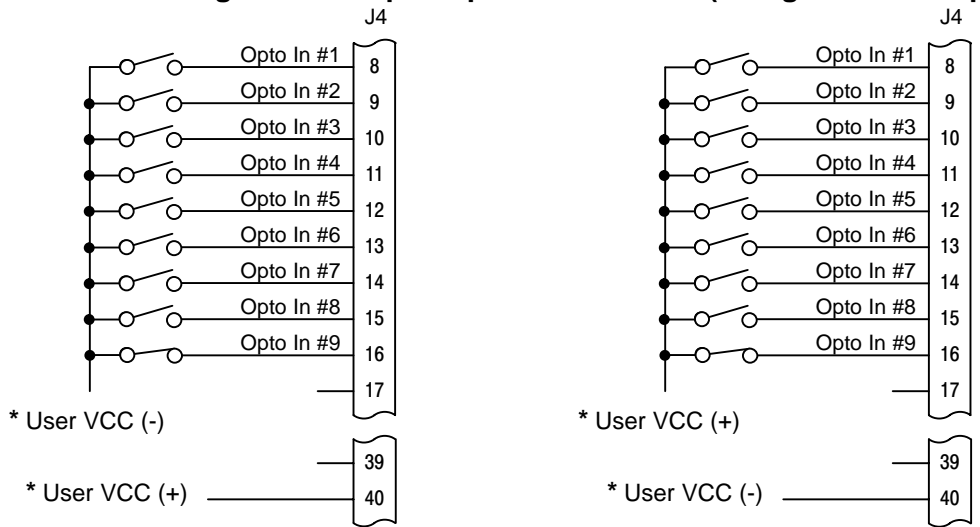 J4
Opto In #1 8
Opto In #2 9
Opto In #3 10
Opto In #4 11
Opto In #5 12
Opto In #6 13
Opto In #7 14
Opto In #8 15
Opto In #9 16
17
* User VCC (-)
39
* User VCC (+) 40
J4
Opto In #1 8
Opto In #2 9
Opto In #3 10
Opto In #4 11
Opto In #5 12
Opto In #6 13
Opto In #7 14
Opto In #8 15
Opto In #9 16
17
* User VCC (+)
39
* User VCC (-) 40